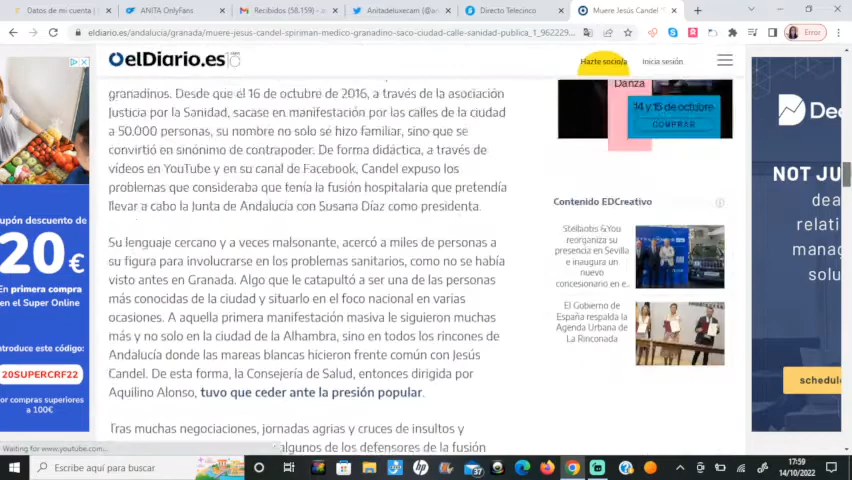 Datos de mi cuenta |
ANITA OnlyFans
Recibidos (58.159) - a
Anitadeluxecam (@an
Directo Telecinco
Muere Jesús Candel "
eldiario.es/andalucia/granada/muere-jesus-candel-spiriman-medico-granadino-saco-ciudad-calle-sanidad-publica_1_962229...
Error
elDiario.es
Hazte socio/a
Inicia sesión
granadinos. Desde que el 16 de octubre de 2016, a través de la asociación
Justicia por la Sanidad, sacase en manifestación por las calles de la ciudad
a 50.000 personas, su nombre no solo se hizo familiar, sino que se
convirtió en sinónimo de contrapoder. De forma didáctica, a través de
vídeos en YouTube y en su canal de Facebook, Candel expuso los
problemas que consideraba que tenía la fusión hospitalaria que pretendía
llevar a cabo la Junta de Andalucía con Susana Díaz como presidenta.
Su lenguaje cercano y a veces malsonante, acercó a miles de personas a
su figura para involucrarse en los problemas sanitarios, como no se había
visto antes en Granada. Algo que le catapultó a ser una de las personas
más conocidas de la ciudad y situarlo en el foco nacional en varias
ocasiones. A aquella primera manifestación masiva le siguieron muchas
más y no solo en la ciudad de la Alhambra, sino en todos los rincones de
Andalucía donde las mareas blancas hicieron frente común con Jesús
Candel. De esta forma, la Consejería de Salud, entonces dirigida por
Aquilino Alonso, tuvo que ceder ante la presión popular.
Tras muchas negociaciones, jornadas agrias y cruces de insultos y
algunos de los defensores de la fusión
upón descuento de
20€
En primera compra
en el Super Online
ntroduce este código:
20SUPERCRF22
or compras superiores
a 100€
Danza
14 y 15 de octubre
COMPRAR
Contenido EDCreativo
Stellantis &You
reorganiza su
presencia en Sevilla
e inaugura un
nuevo
concesionario en e..
El Gobierno de
España respalda la
Agenda Urbana de
La Rinconada
Dec
NOT JU
dea
relati
manag
solu
schedul
Waiting for www.youtube.com...
Escribe aquí para buscar
37
17:59
14/10/2022